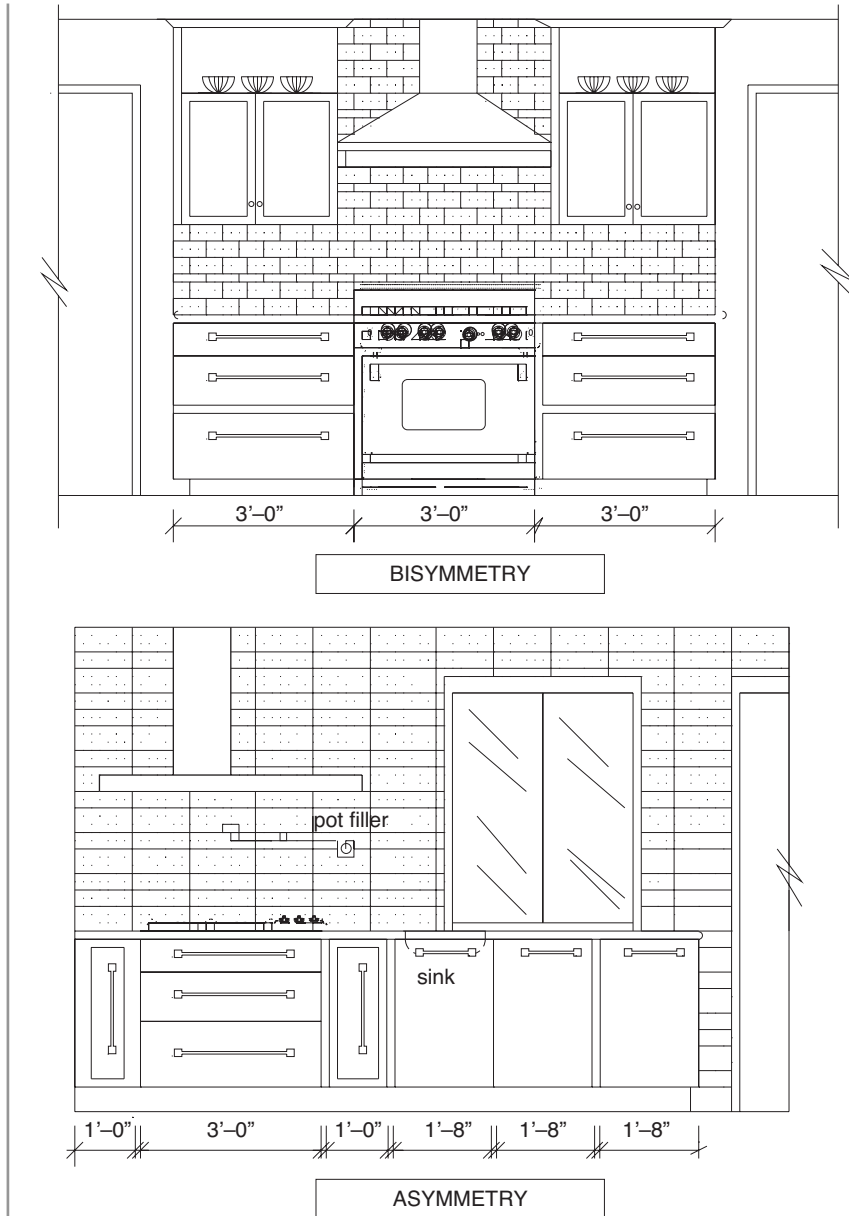 3’–0” 3’–0” 3’–0”
BISYMMETRY
pot filler
sink
1’–0” 3’–0” 1’–0” 1’–8” 1’–8” 1’–8”
ASYMMETRY